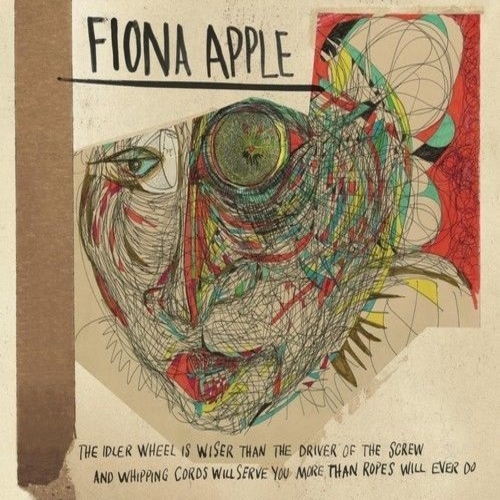 FIONA APPLE
THE IDLER WHEEL IS WISER THAN THE DRIVER OF THE SCREW
AND WHIPPING CORDS WILL SERVE YOU MORE THAN ROPES WILL EVER DO